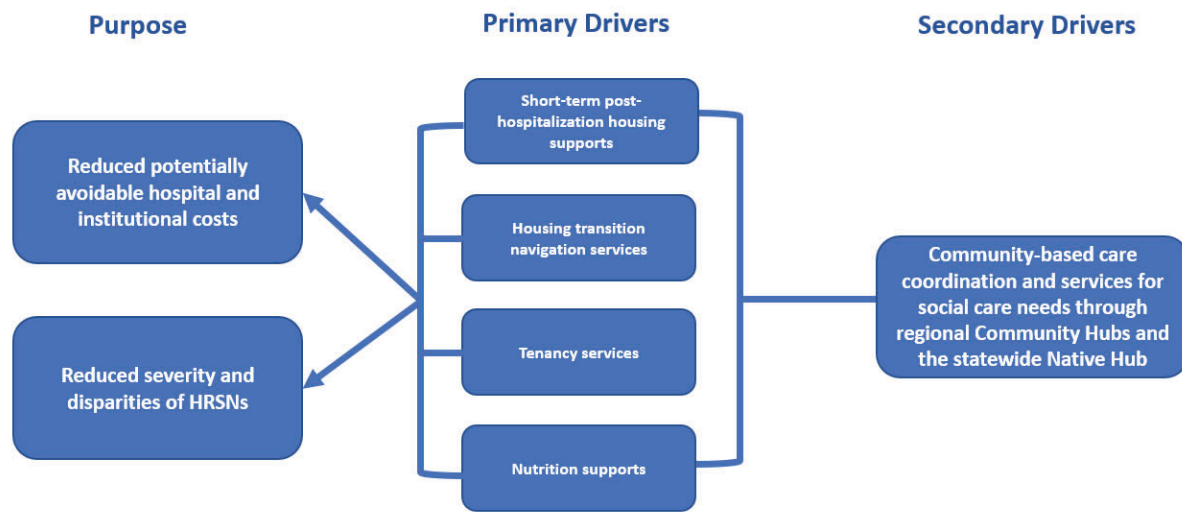 Purpose
Primary Drivers
Secondary Drivers
Reduced potentially
avoidable hospital and
institutional costs
Reduced severity and
disparities of HRSNs
Short-term post-
hospitalization housing
supports
Housing transition
navigation services
Tenancy services
Nutrition supports
Community-based care
coordination and services for
social care needs through
regional Community Hubs and
the statewide Native Hub